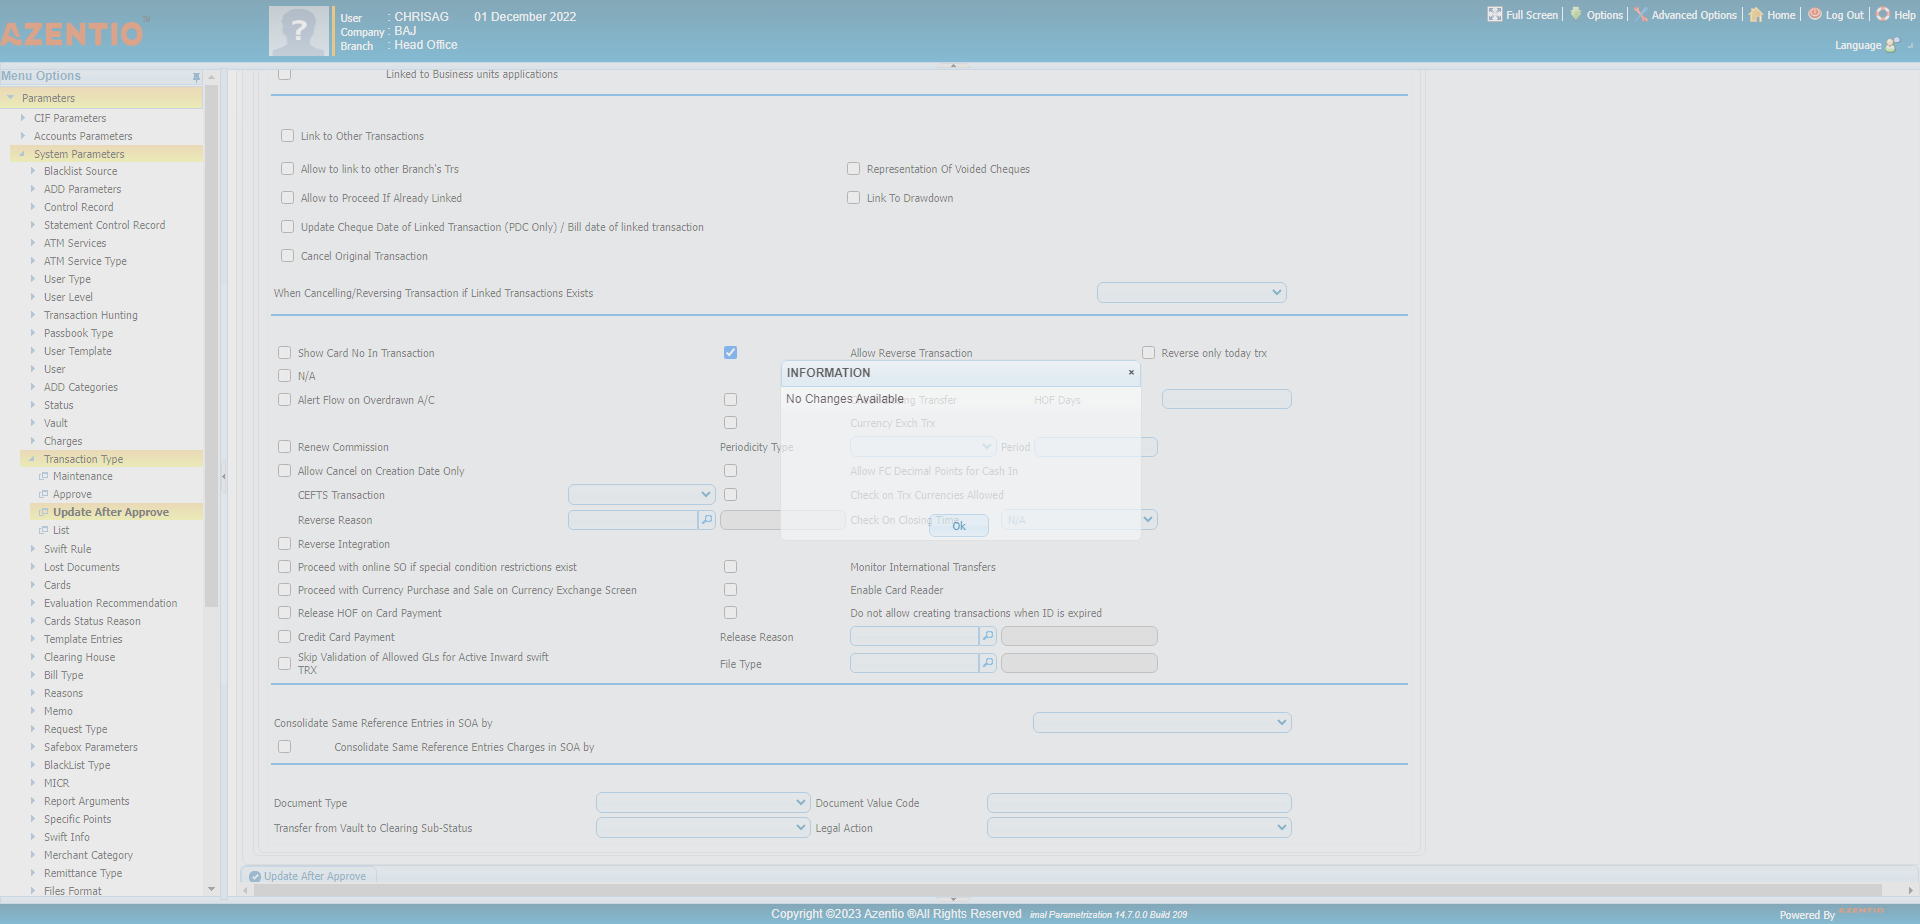 AZENTIO
TM
?
User : CHRISAG 01 December 2022
Company : BAJ
Branch : Head Office
Full Screen Options Advanced Options Home Log Out Help
Language
Menu Options
Parameters
CIF Parameters
Accounts Parameters
System Parameters
Blacklist Source
ADD Parameters
Control Record
Statement Control Record
ATM Services
ATM Service Type
User Type
User Level
Transaction Hunting
Passbook Type
User Template
User
ADD Categories
Status
Vault
Charges
Transaction Type
Maintenance
Approve
Update After Approve
List
Swift Rule
Lost Documents
Cards
Evaluation Recommendation
Cards Status Reason
Template Entries
Clearing House
Bill Type
Reasons
Memo
Request Type
Safebox Parameters
BlackList Type
MICR
Report Arguments
Specific Points
Swift Info
Merchant Category
Remittance Type
Files Format
Linked to Business units applications
Link to Other Transactions
Allow to link to other Branch's Trs Representation Of Voided Cheques
Allow to Proceed If Already Linked Link To Drawdown
Update Cheque Date of Linked Transaction (PDC Only) / Bill date of linked transaction
Cancel Original Transaction
When Cancelling/Reversing Transaction if Linked Transactions Exists
Show Card No In Transaction Allow Reverse Transaction Reverse only today trx
N/A
INFORMATION ×
No Changes Available
Alert Flow on Overdrawn A/C Transfer HOF Days
Currency Exch Trx
Renew Commission Periodicity Type Period
Allow Cancel on Creation Date Only Allow FC Decimal Points for Cash In
CEFTS Transaction Check on Trx Currencies Allowed
Reverse Reason Check On Closing Time N/A
Ok
Reverse Integration
Proceed with online SO if special condition restrictions exist Monitor International Transfers
Proceed with Currency Purchase and Sale on Currency Exchange Screen Enable Card Reader
Release HOF on Card Payment Do not allow creating transactions when ID is expired
Credit Card Payment Release Reason
Skip Validation of Allowed GLs for Active Inward swift
TRX File Type
Consolidate Same Reference Entries in SOA by
Consolidate Same Reference Entries Charges in SOA by
Document Type Document Value Code
Transfer from Vault to Clearing Sub-Status Legal Action
Update After Approve
Copyright ©2023 Azentio ®All Rights Reserved imal Parametrization 14.7.0.0 Build 209
Powered By AZENTIO